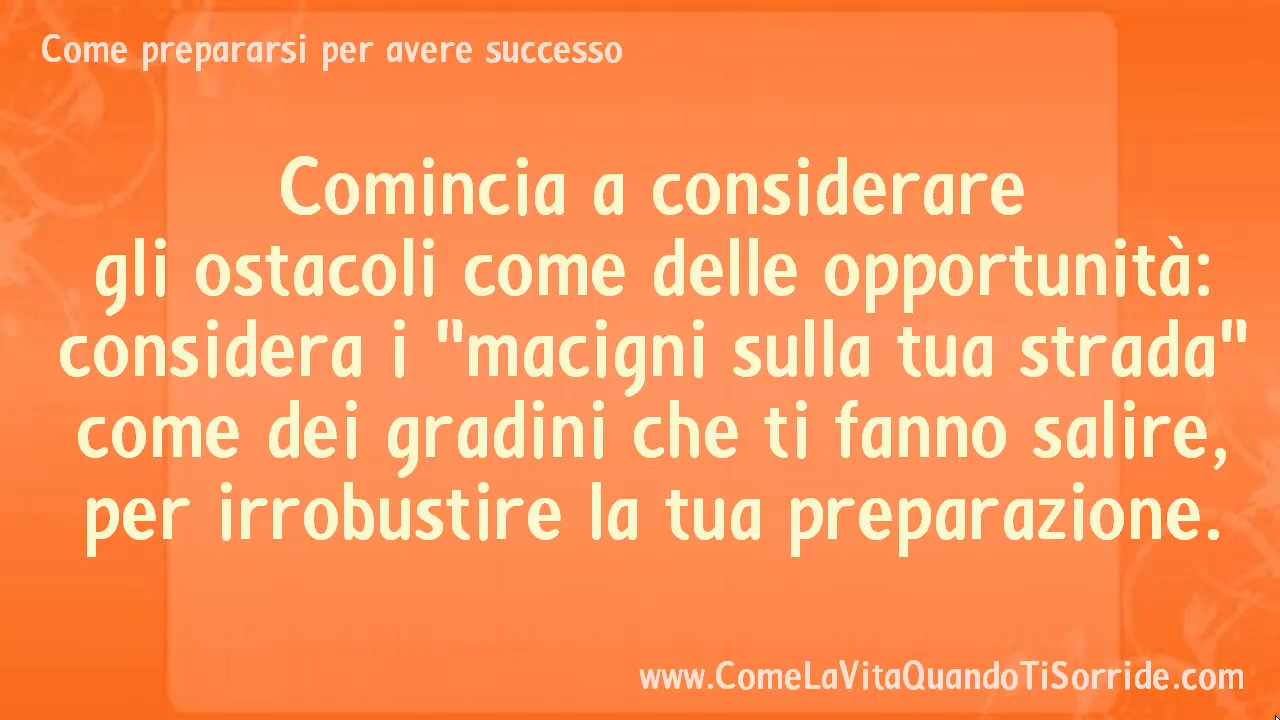 Come prepararsi per avere successo
Comincia a considerare
gli ostacoli come delle opportunità:
considera i "macigni sulla tua strada"
come dei gradini che ti fanno salire,
per irrobustire la tua preparazione.
www.ComeLaVitaQuandoTiSorride.com